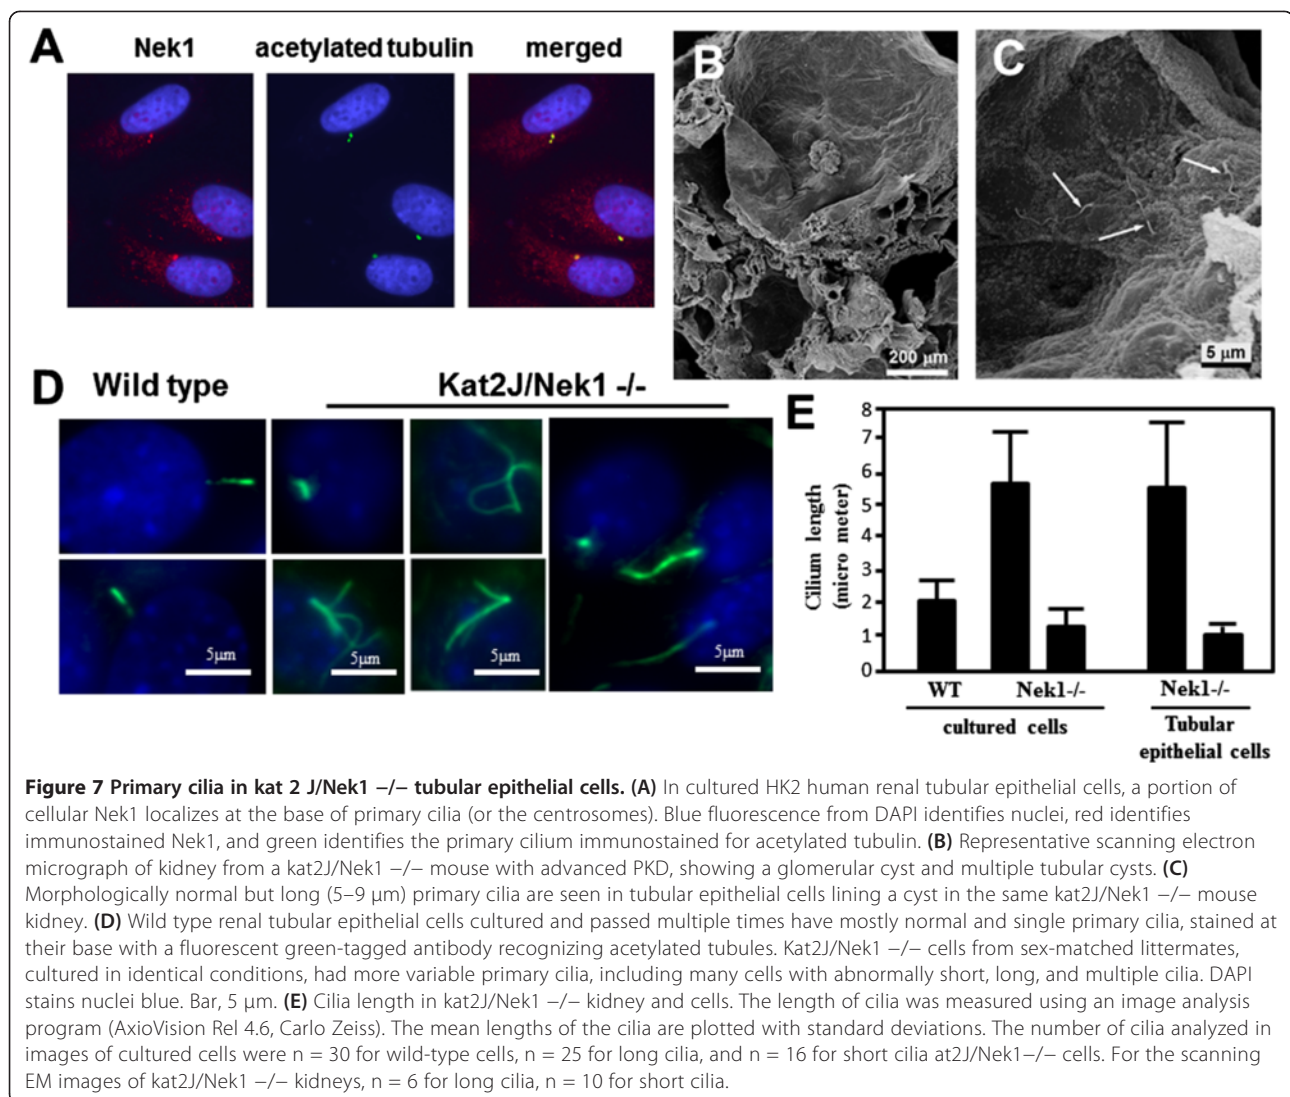 A
Nek1
acetylated tubulin
merged
B
200 µm
C
5 µm
D
Wild type
Kat2J/Nek1 -/-
5µm
5µm
5µm
5µm
E
Cilium length
(micro meter)
8
7
6
5
4
3
2
1
0
WT
Nek1-/-
Nek1-/-
cultured cells
Tubular
epithelial cells
Figure 7 Primary cilia in kat 2 J/Nek1 −/− tubular epithelial cells. (A) In cultured HK2 human renal tubular epithelial cells, a portion of
cellular Nek1 localizes at the base of primary cilia (or the centrosomes). Blue fluorescence from DAPI identifies nuclei, red identifies
immunostained Nek1, and green identifies the primary cilium immunostained for acetylated tubulin. (B) Representative scanning electron
micrograph of kidney from a kat2J/Nek1 −/− mouse with advanced PKD, showing a glomerular cyst and multiple tubular cysts. (C)
Morphologically normal but long (5–9 µm) primary cilia are seen in tubular epithelial cells lining a cyst in the same kat2J/Nek1 −/− mouse
kidney. (D) Wild type renal tubular epithelial cells cultured and passed multiple times have mostly normal and single primary cilia, stained at
their base with a fluorescent green-tagged antibody recognizing acetylated tubules. Kat2J/Nek1 −/− cells from sex-matched littermates,
cultured in identical conditions, had more variable primary cilia, including many cells with abnormally short, long, and multiple cilia. DAPI
stains nuclei blue. Bar, 5 µm. (E) Cilia length in kat2J/Nek1 −/− kidney and cells. The length of cilia was measured using an image analysis
program (AxioVision Rel 4.6, Carlo Zeiss). The mean lengths of the cilia are plotted with standard deviations. The number of cilia analyzed in
images of cultured cells were n = 30 for wild-type cells, n = 25 for long cilia, and n = 16 for short cilia at2J/Nek1−/− cells. For the scanning
EM images of kat2J/Nek1 −/− kidneys, n = 6 for long cilia, n = 10 for short cilia.